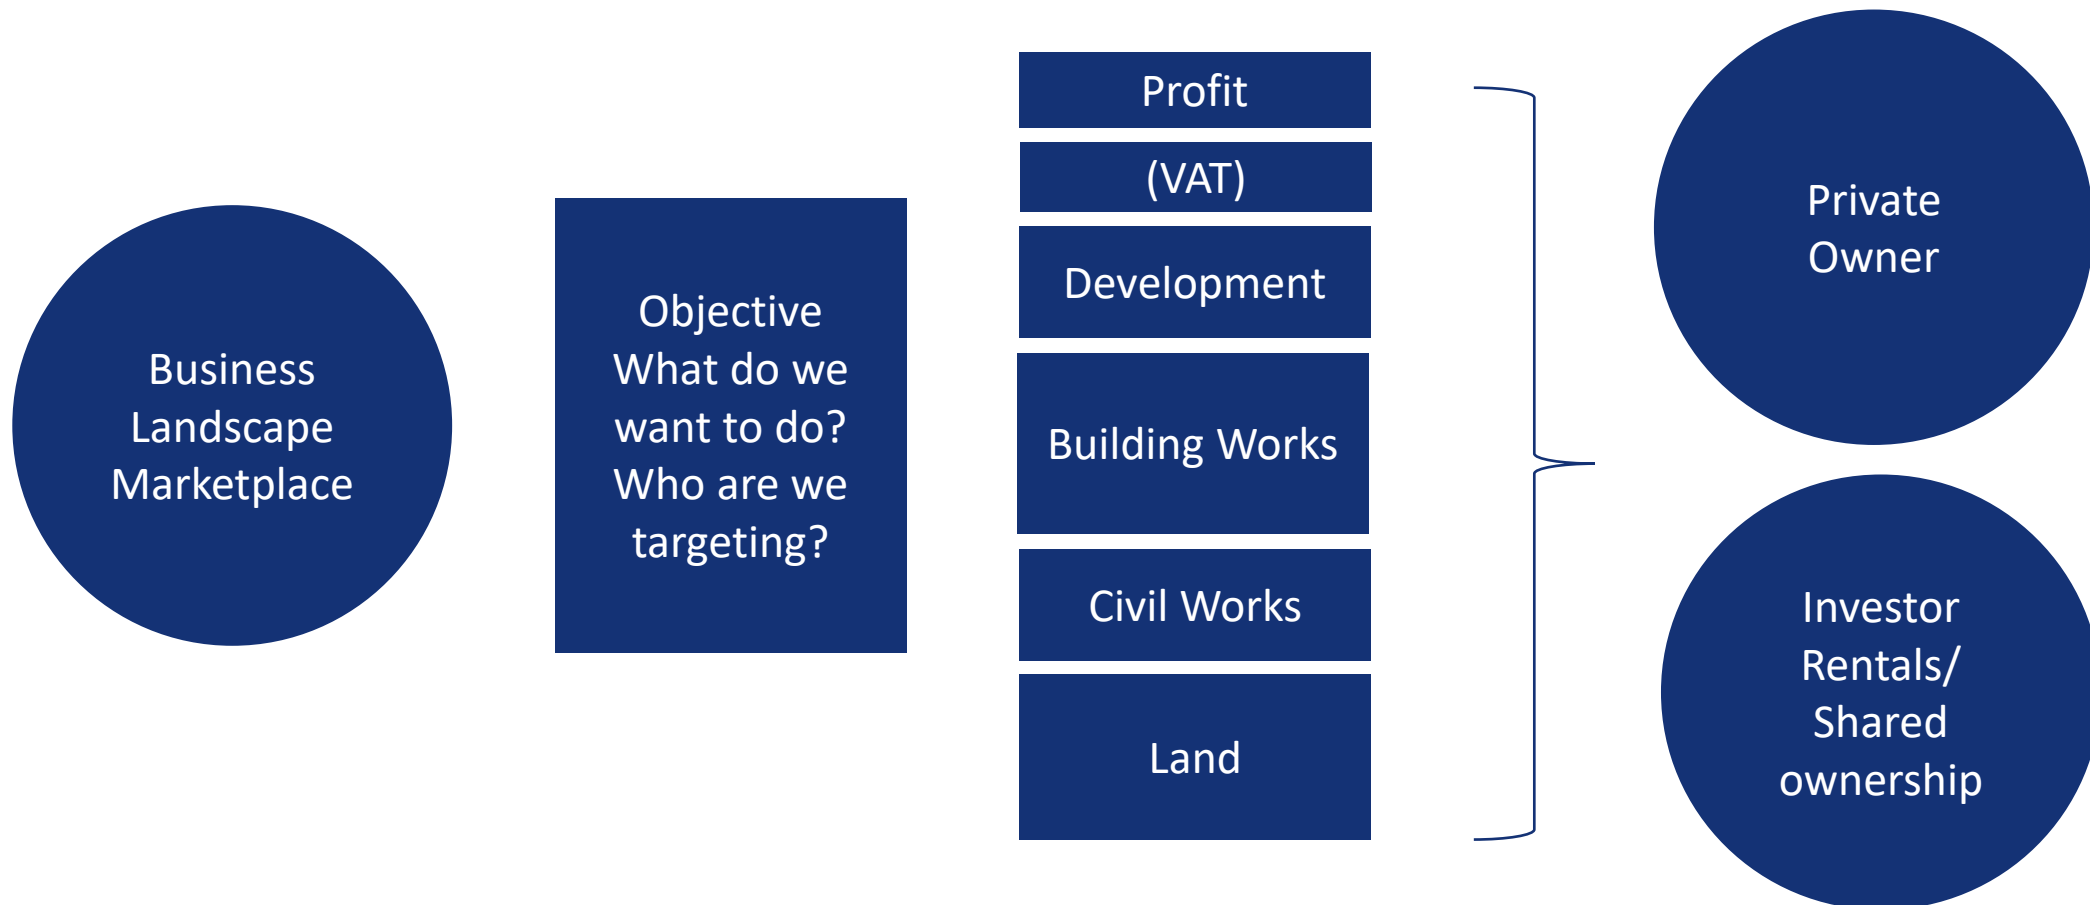 Business
Landscape
Marketplace
Objective
What do we
want to do?
Who are we
targeting?
Profit
(VAT)
Development
Building Works
Civil Works
Land
Private
Owner
Investor
Rentals/
Shared
ownership